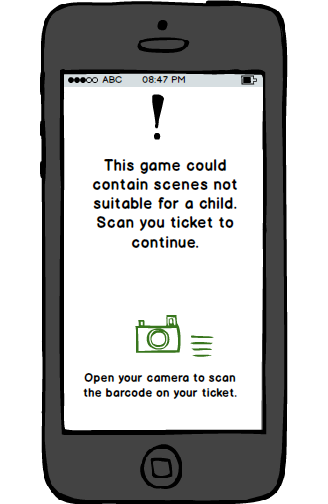 ABC 08:47 PM
!
This game could
contain scenes not
suitable for a child.
Scan you ticket to
continue.
Open your camera to scan
the barcode on your ticket.